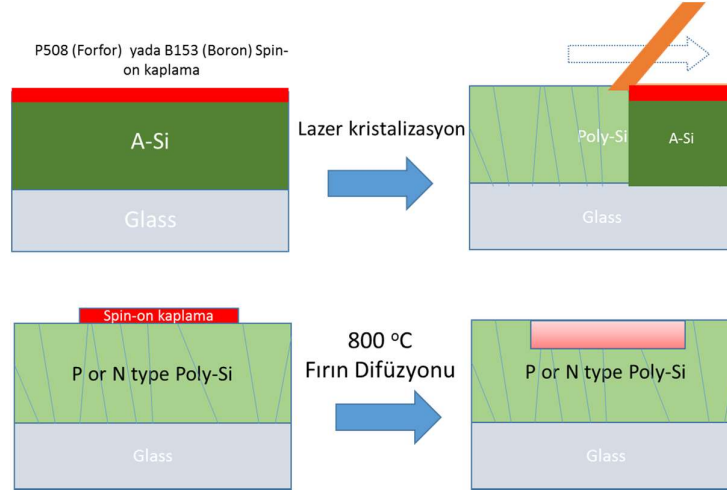 P508 (Forfor) yada B153 (Boron) Spin-
on kaplama
A-Si
Glass
Lazer kristalizasyon
Poly-Si
A-Si
Glass
Spin-on kaplama
P or N type Poly-Si
Glass
800 °C
Fırın Difüzyonu
P or N type Poly-Si
Glass